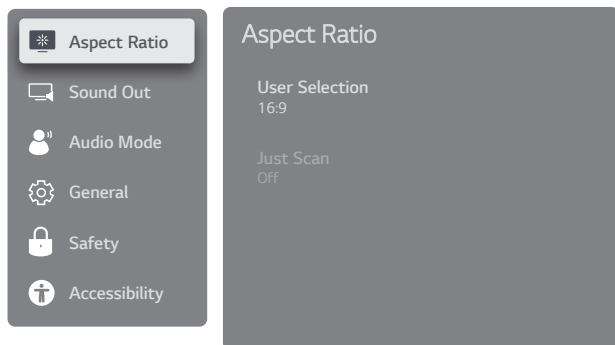 Aspect Ratio
Sound Out
Audio Mode
General
Safety
Accessibility
Aspect Ratio
User Selection
16:9
Just Scan
Off